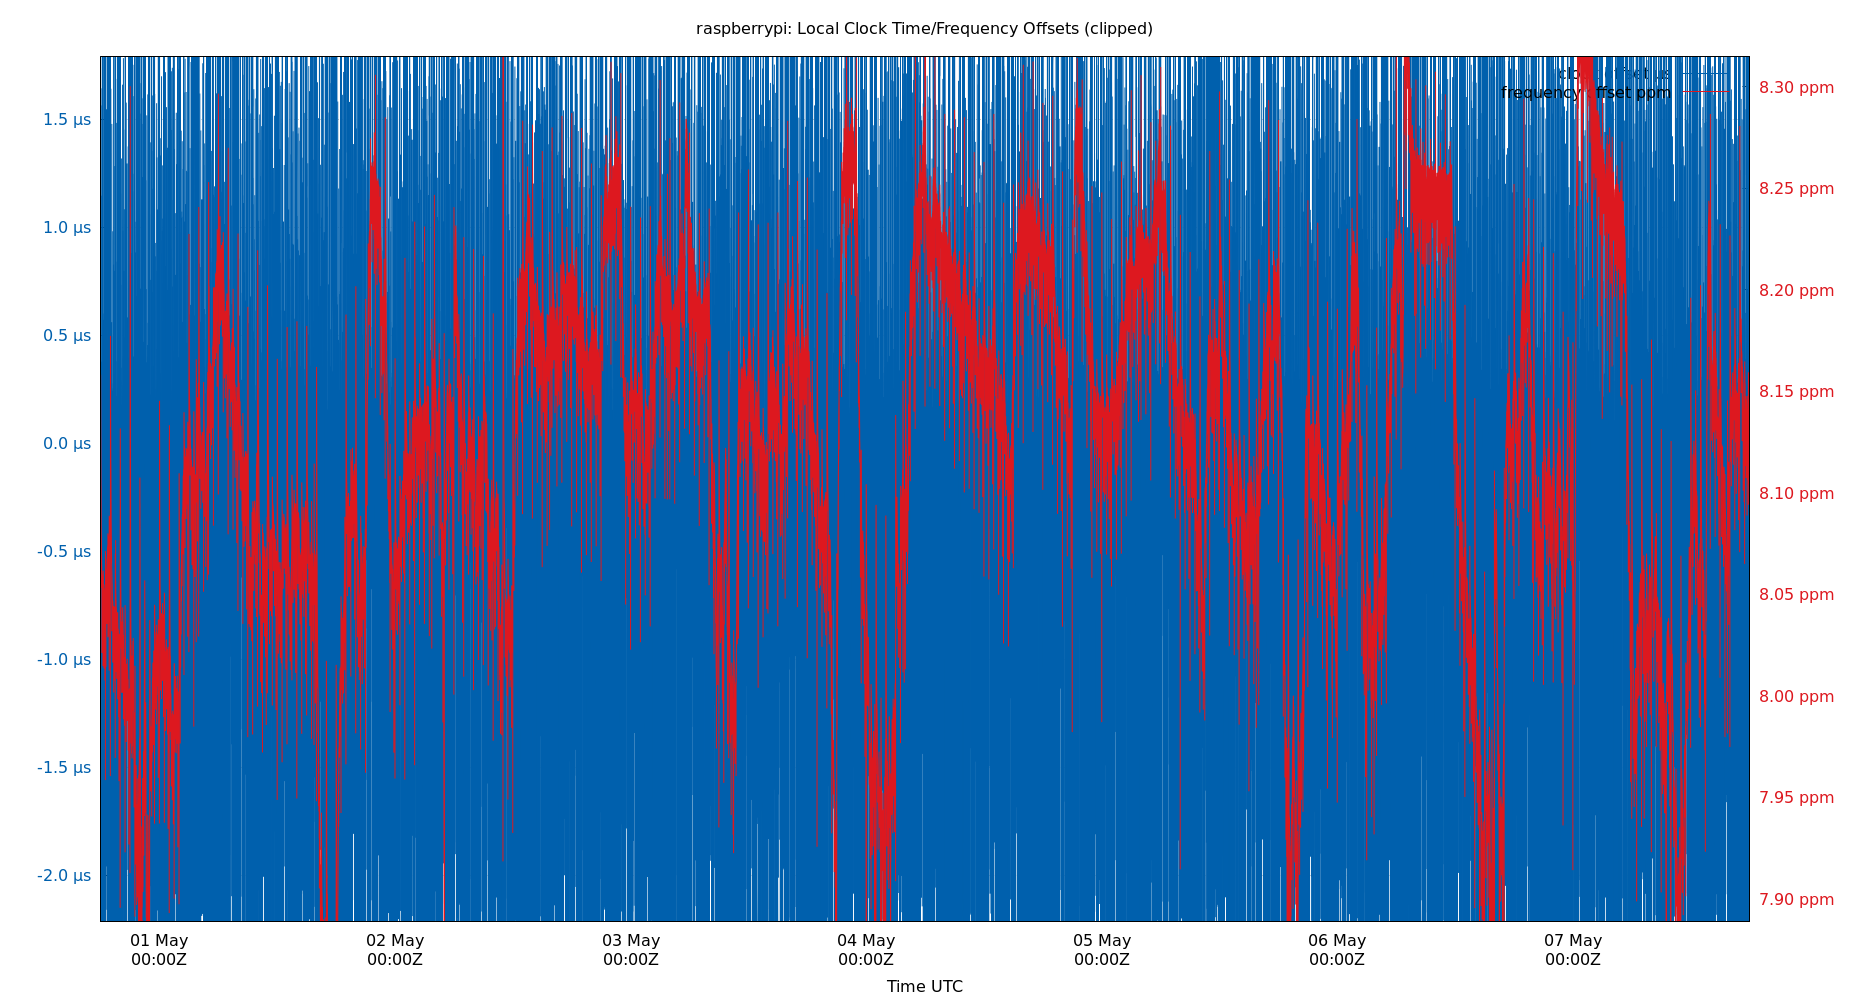 raspberrypi: Local Clock Time/Frequency Offsets (clipped)
clock offset µs
frequency offset ppm
1.5 µs
1.0 µs
0.5 µs
0.0 µs
-0.5 µs
-1.0 µs
-1.5 µs
-2.0 µs
8.30 ppm
8.25 ppm
8.20 ppm
8.15 ppm
8.10 ppm
8.05 ppm
8.00 ppm
7.95 ppm
7.90 ppm
01 May
00:00Z
02 May
00:00Z
03 May
00:00Z
04 May
00:00Z
05 May
00:00Z
06 May
00:00Z
07 May
00:00Z
Time UTC